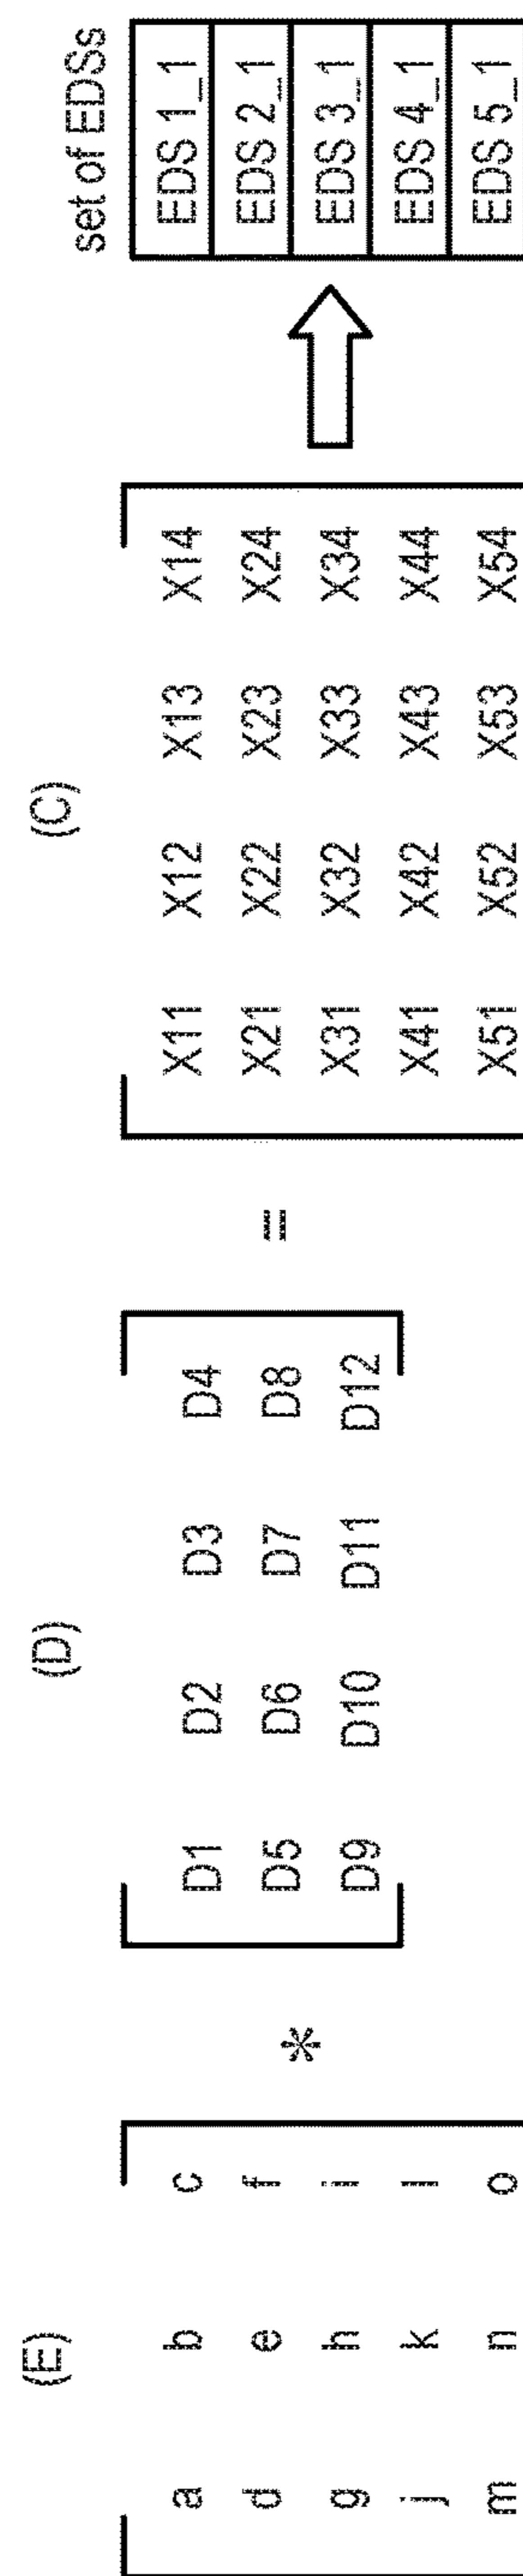 (E) (D) (C) set of EDSs
a b c D1 D2 D3 D4 X11 X12 X13 X14 EDS 1_1
d e f * D5 D6 D7 D8 = X21 X22 X23 X24 EDS 2_1
g h i D9 D10 D11 D12 X31 X32 X33 X34 EDS 3_1
j k l X41 X42 X43 X44 EDS 4_1
m n o X51 X52 X53 X54 EDS 5_1